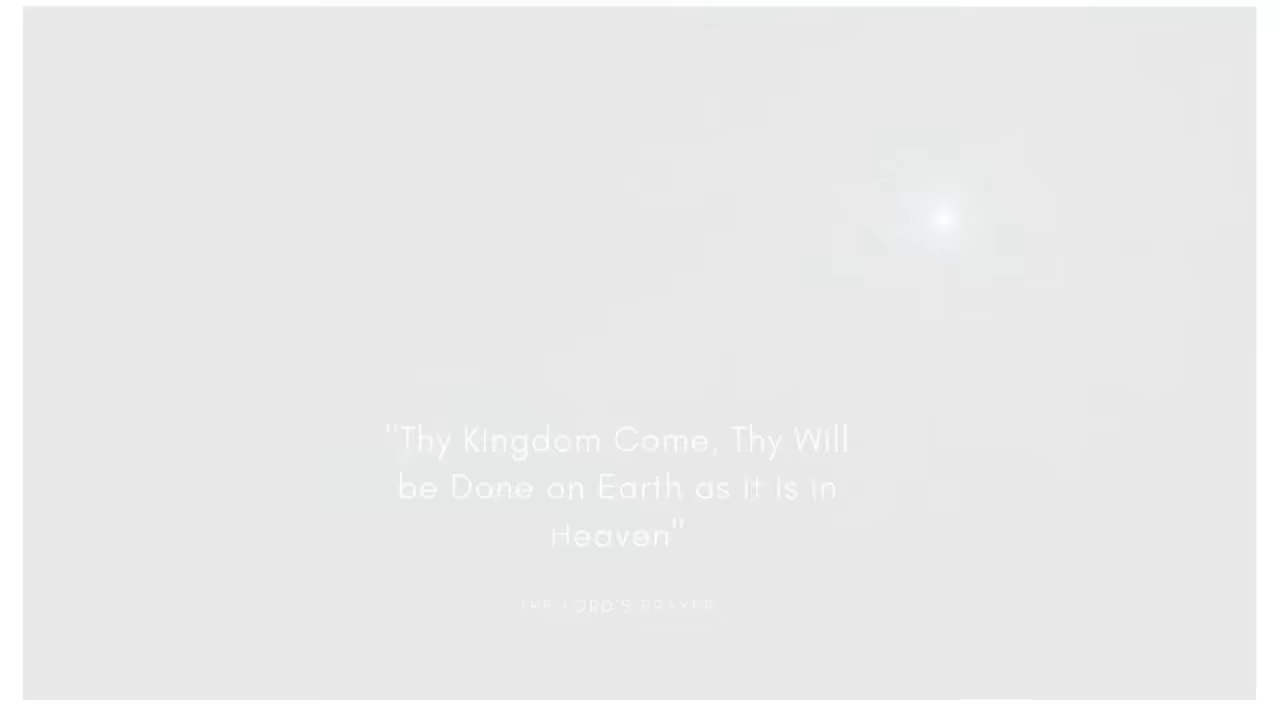 "Thy Kingdom Come, Thy Will
be Done on Earth as it is in
Heaven"
THE LORD'S PRAYER